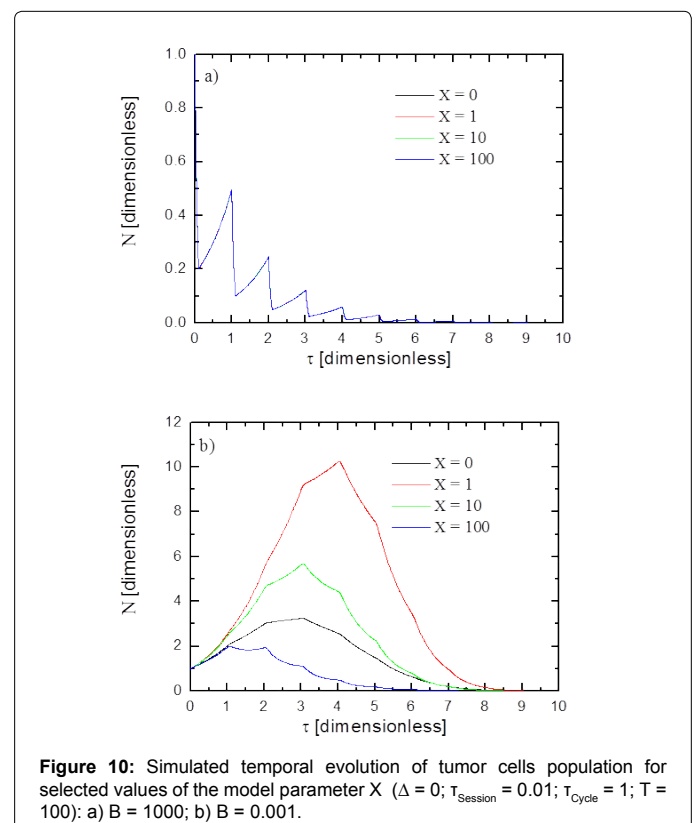 1.0
a)
X = 0
X = 1
X = 10
X = 100
0.8
0.6
0.4
0.2
0.0
N [dimensionless]
0 1 2 3 4 5 6 7 8 9 10
τ [dimensionless]
12
b)
X = 0
X = 1
X = 10
X = 100
10
8
6
4
2
0
N [dimensionless]
0 1 2 3 4 5 6 7 8 9 10
τ [dimensionless]
Figure 10: Simulated temporal evolution of tumor cells population for
selected values of the model parameter X (Δ = 0; τSession = 0.01; τCycle = 1; T =
100): a) B = 1000; b) B = 0.001.